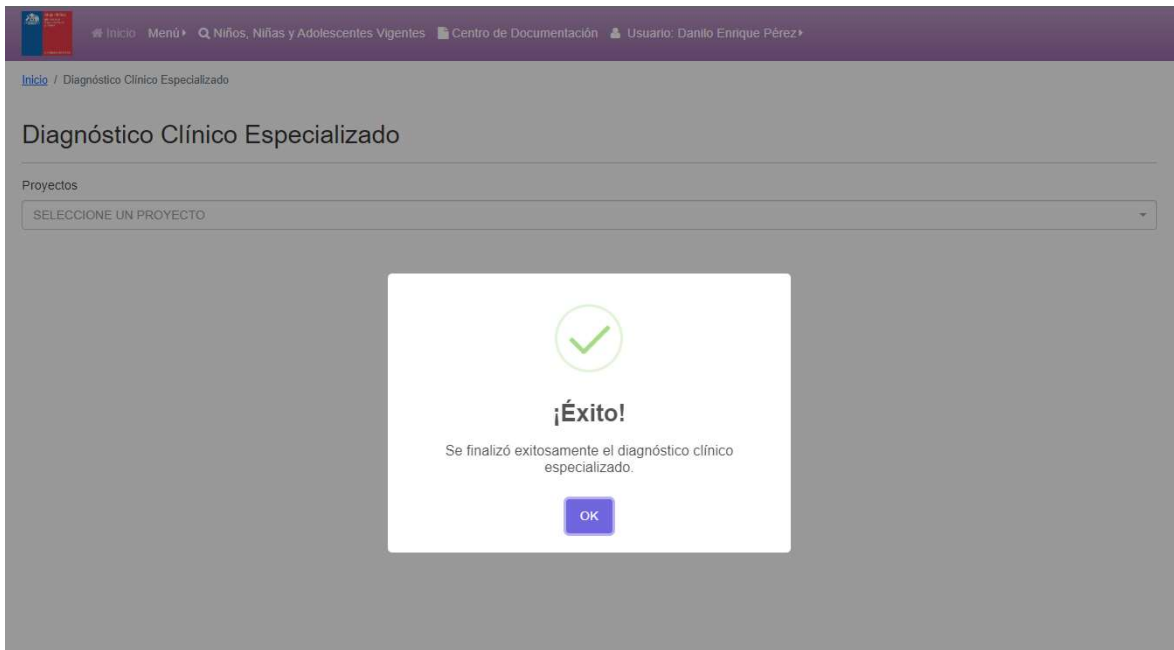 Inicio Menú Niños, Niñas y Adolescentes Vigentes Centro de Documentación Usuario: Danilo Enrique Pérez
Inicio / Diagnóstico Clínico Especializado
Diagnóstico Clínico Especializado
Proyectos
SELECCIONE UN PROYECTO
¡Éxito!
Se finalizó exitosamente el diagnóstico clínico
especializado.
OK